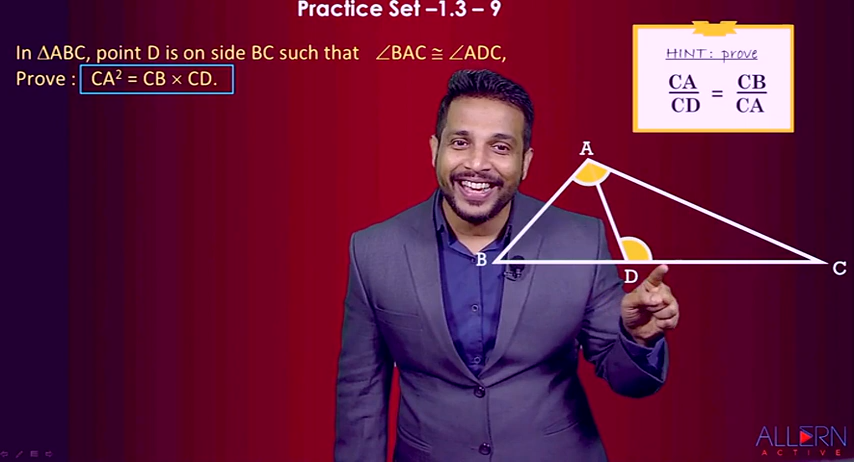 Practice Set –1.3 – 9
In ΔABC, point D is on side BC such that ∠BAC ≅ ∠ADC,
Prove : CA² = CB × CD.
HINT: prove
CA/CD = CB/CA
A
B
D
C
ALLERN
ACTIVE